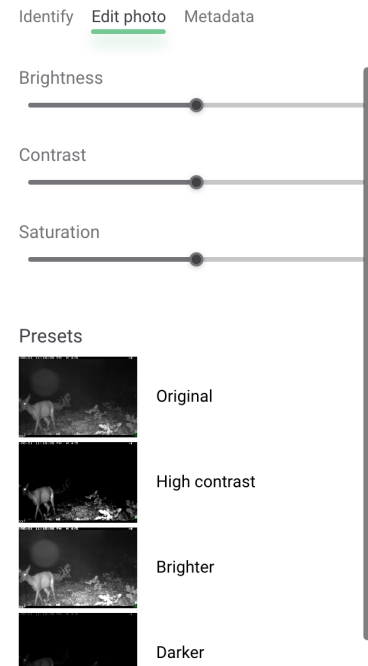 Identify Edit photo Metadata
Brightness
Contrast
Saturation
Presets
Original
High contrast
Brighter
Darker